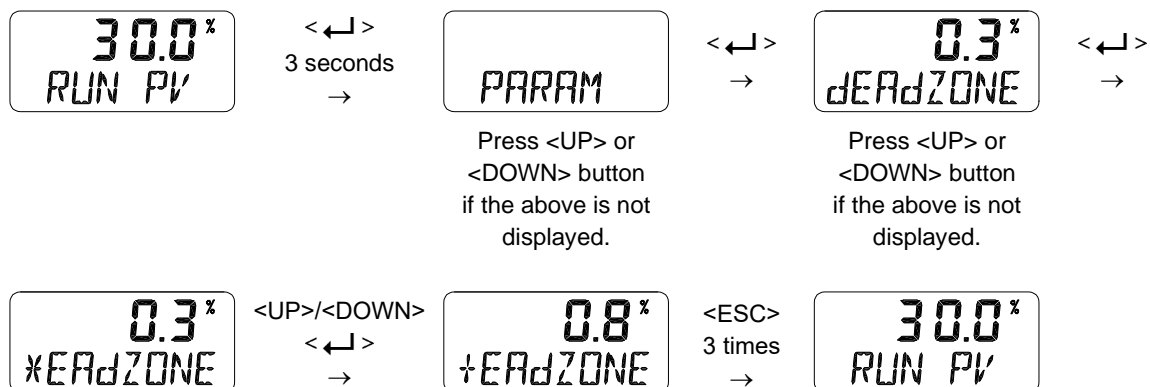 30.0%
RUN PV
<↵>
3 seconds
→
PARAM
Press <UP> or
<DOWN> button
if the above is not
displayed.
<↵>
→
0.3%
dEAdZONE
Press <UP> or
<DOWN> button
if the above is not
displayed.
<↵>
→
0.3%
*EAdZONE
<UP>/<DOWN>
<↵>
→
0.8%
+EAdZONE
<ESC>
3 times
→
30.0%
RUN PV